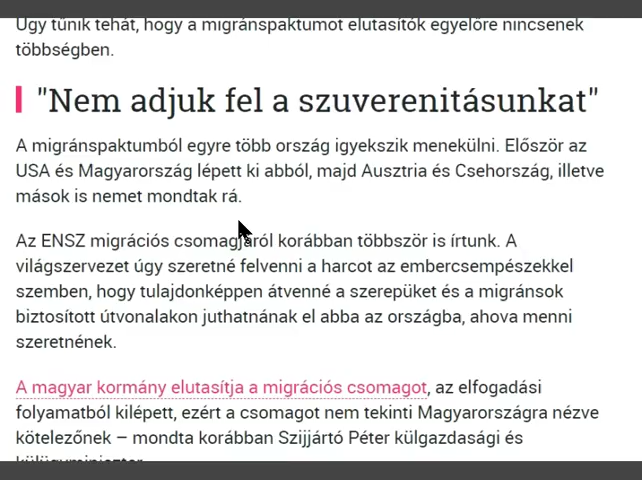 Úgy tűnik tehát, hogy a migránspaktumot elutasítók egyelőre nincsenek
többségben.
"Nem adjuk fel a szuverenitásunkat"
A migránspaktumból egyre több ország igyekszik menekülni. Először az
USA és Magyarország lépett ki abból, majd Ausztria és Csehország, illetve
mások is nemet mondtak rá.
Az ENSZ migrációs csomagjáról korábban többször is írtunk. A
világszervezet úgy szeretné felvenni a harcot az embercsempészekkel
szemben, hogy tulajdonképpen átvenné a szerepüket és a migránsok
biztosított útvonalakon juthatnának el abba az országba, ahova menni
szeretnének.
A magyar kormány elutasítja a migrációs csomagot, az elfogadási
folyamatból kilépett, ezért a csomagot nem tekinti Magyarországra nézve
kötelezőnek – mondta korábban Szijjártó Péter külgazdasági és